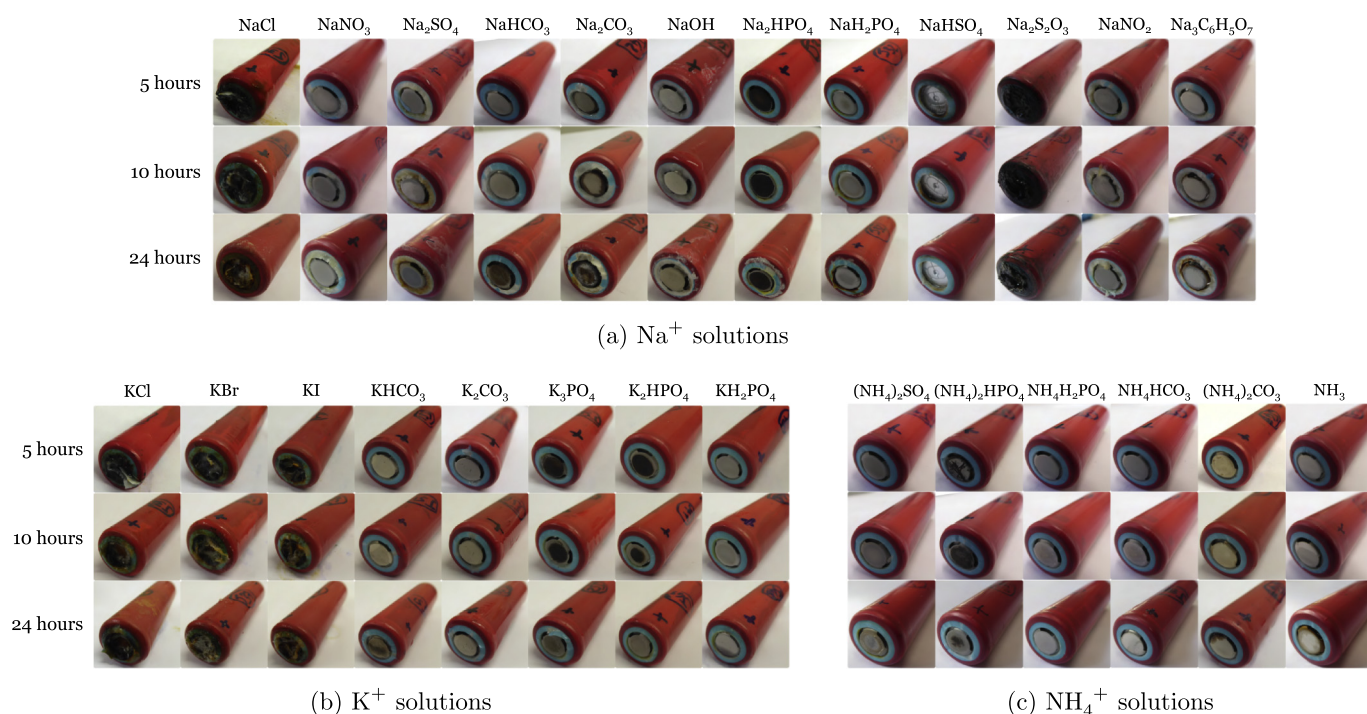 NaCl NaNO₃ Na₂SO₄ NaHCO₃ Na₂CO₃ NaOH Na₂HPO₄ NaH₂PO₄ NaHSO₄ Na₂S₂O₃ NaNO₂ Na₃C₆H₅O₇
5 hours
10 hours
24 hours
(a) Na⁺ solutions
KCl KBr KI KHCO₃ K₂CO₃ K₃PO₄ K₂HPO₄ KH₂PO₄
5 hours
10 hours
24 hours
(b) K⁺ solutions
(NH₄)₂SO₄ (NH₄)₂HPO₄ NH₄H₂PO₄ NH₄HCO₃ (NH₄)₂CO₃ NH₃
(c) NH₄⁺ solutions